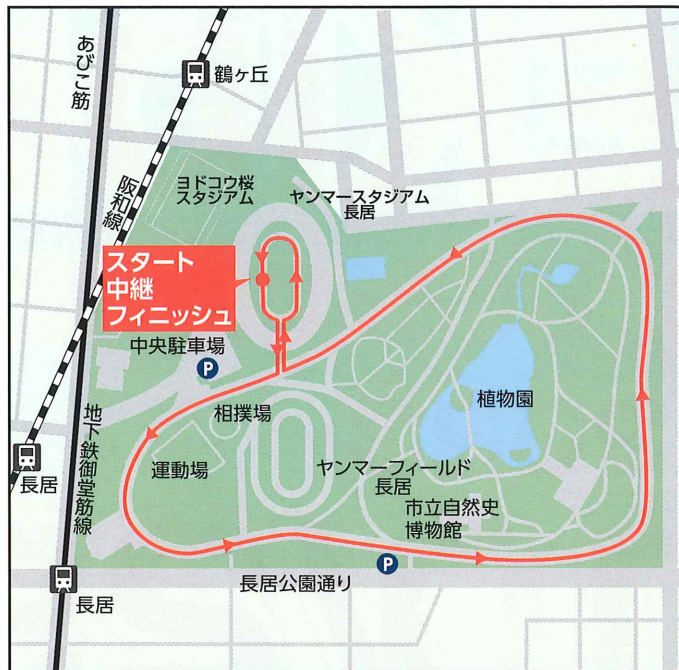 あびこ筋
鶴ヶ丘
阪和線
ヨドコウ桜
スタジアム
ヤンマースタジアム
長居
スタート
中継
フィニッシュ
中央駐車場
P
相撲場
植物園
運動場
ヤンマーフィールド
長居
市立自然史
博物館
地下鉄御堂筋線
長居
P
長居公園通り
長居